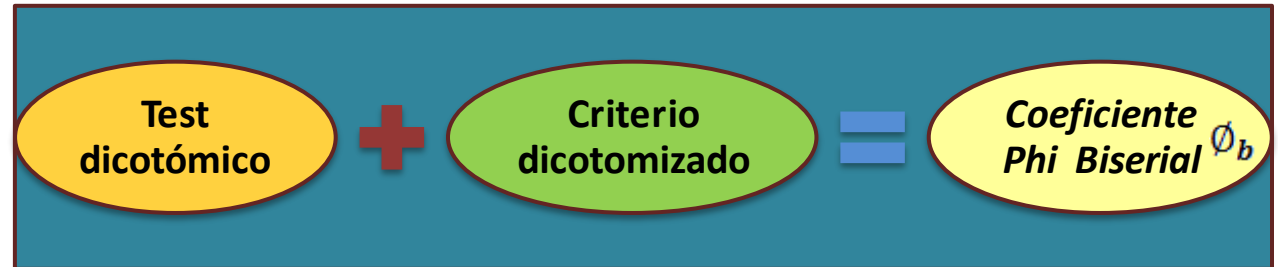 Test
dicotómico
Criterio
dicotomizado
Coeficiente
Phi Biserial ∅b